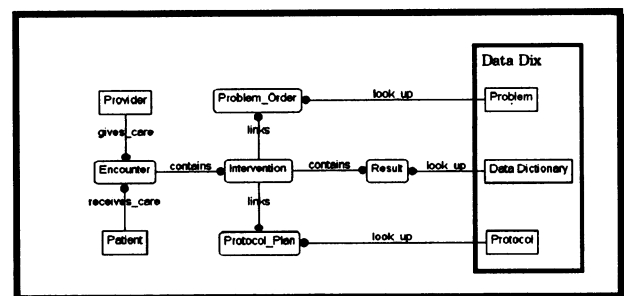 Data Dix
Provider
Problem_Order
look_up
Problem
gives_care
links
Encounter
contains
Intervention
contains
Result
look_up
Data Dictionary
receives_care
links
Patient
Protocol_Plan
look_up
Protocol